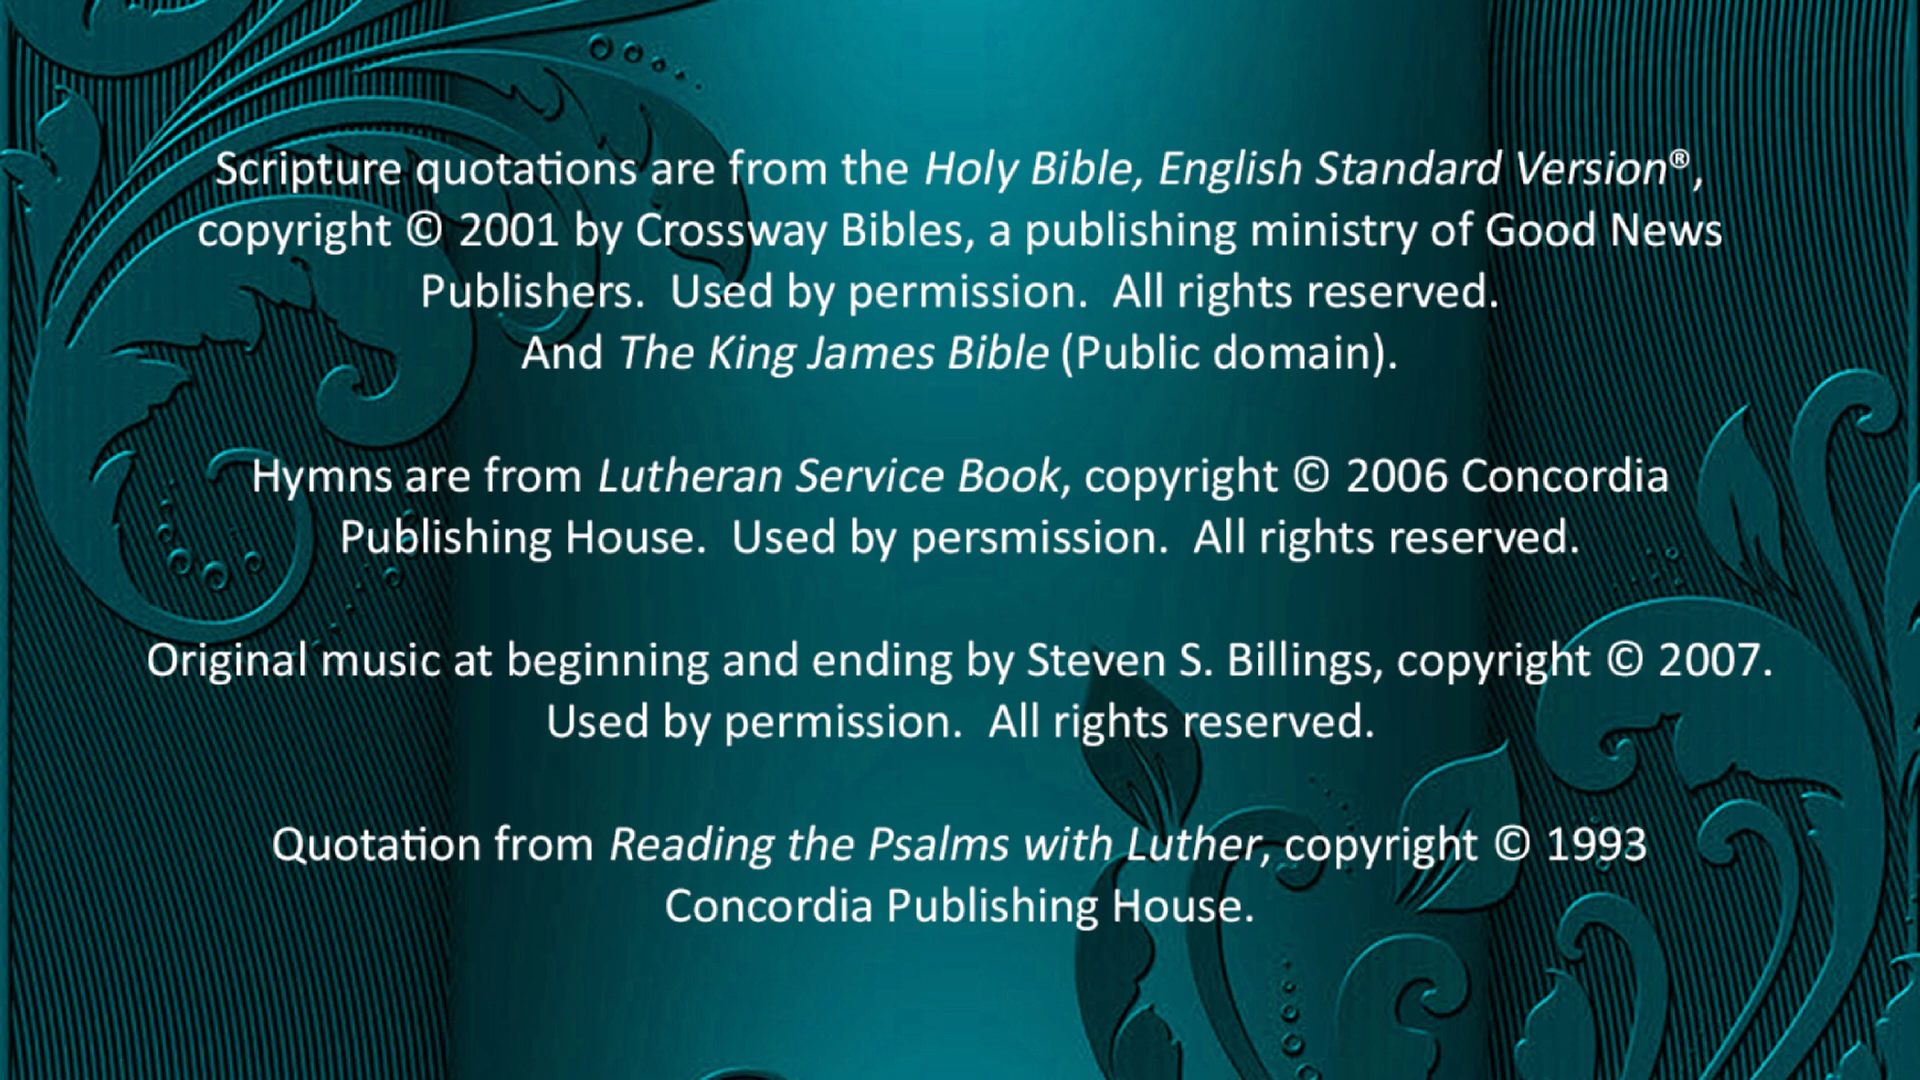 Scripture quotations are from the Holy Bible, English Standard Version®,
copyright © 2001 by Crossway Bibles, a publishing ministry of Good News
Publishers.  Used by permission.  All rights reserved.
And The King James Bible (Public domain).
Hymns are from Lutheran Service Book, copyright © 2006 Concordia
Publishing House.  Used by persmission.  All rights reserved.
Original music at beginning and ending by Steven S. Billings, copyright © 2007.
Used by permission.  All rights reserved.
Quotation from Reading the Psalms with Luther, copyright © 1993
Concordia Publishing House.